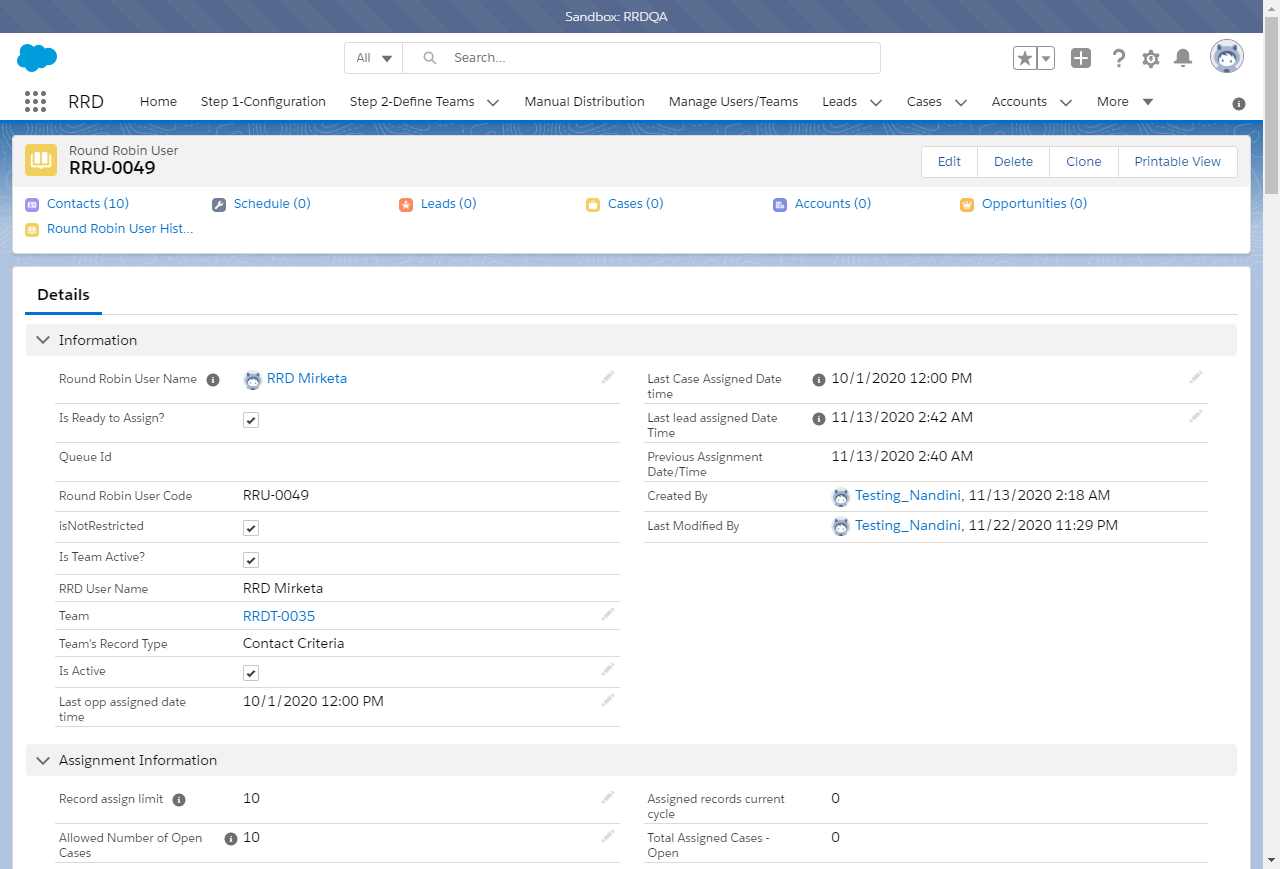 Sandbox: RRDQA
All Search...
RRD Home Step 1-Configuration Step 2-Define Teams Manual Distribution Manage Users/Teams Leads Cases Accounts More
Round Robin User
RRU-0049
Edit Delete Clone Printable View
Contacts (10) Schedule (0) Leads (0) Cases (0) Accounts (0) Opportunities (0)
Round Robin User Hist...
Details
Information
Round Robin User Name RRD Mirketa
Last Case Assigned Date time 10/1/2020 12:00 PM
Is Ready to Assign?
Last lead assigned Date Time 11/13/2020 2:42 AM
Queue Id
Previous Assignment Date/Time 11/13/2020 2:40 AM
Round Robin User Code RRU-0049
Created By Testing_Nandini, 11/13/2020 2:18 AM
isNotRestricted
Last Modified By Testing_Nandini, 11/22/2020 11:29 PM
Is Team Active?
RRD User Name RRD Mirketa
Team RRDT-0035
Team's Record Type Contact Criteria
Is Active
Last opp assigned date time 10/1/2020 12:00 PM
Assignment Information
Record assign limit 10
Assigned records current cycle 0
Allowed Number of Open Cases 10
Total Assigned Cases - Open 0